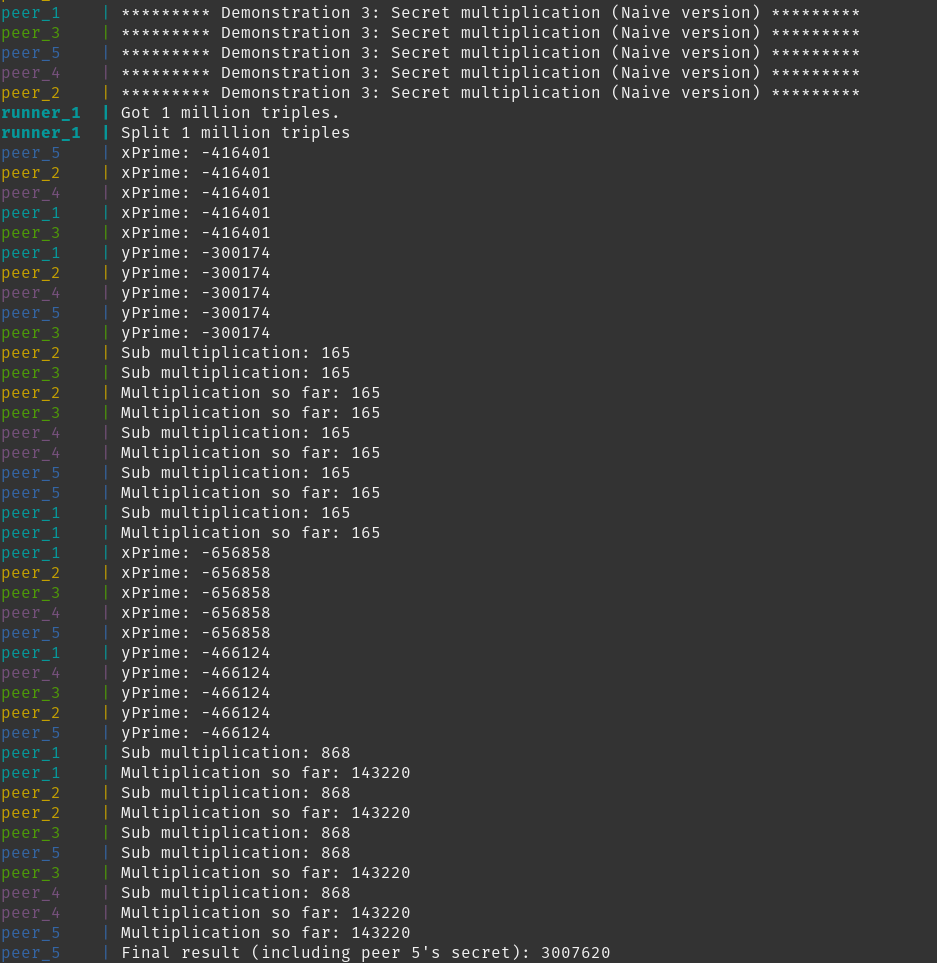 peer_1    | ********* Demonstration 3: Secret multiplication (Naive version) *********
peer_3    | ********* Demonstration 3: Secret multiplication (Naive version) *********
peer_5    | ********* Demonstration 3: Secret multiplication (Naive version) *********
peer_4    | ********* Demonstration 3: Secret multiplication (Naive version) *********
peer_2    | ********* Demonstration 3: Secret multiplication (Naive version) *********
runner_1  | Got 1 million triples.
runner_1  | Split 1 million triples
peer_5    | xPrime: -416401
peer_2    | xPrime: -416401
peer_4    | xPrime: -416401
peer_1    | xPrime: -416401
peer_3    | xPrime: -416401
peer_1    | yPrime: -300174
peer_2    | yPrime: -300174
peer_4    | yPrime: -300174
peer_5    | yPrime: -300174
peer_3    | yPrime: -300174
peer_2    | Sub multiplication: 165
peer_3    | Sub multiplication: 165
peer_2    | Multiplication so far: 165
peer_3    | Multiplication so far: 165
peer_4    | Sub multiplication: 165
peer_4    | Multiplication so far: 165
peer_5    | Sub multiplication: 165
peer_5    | Multiplication so far: 165
peer_1    | Sub multiplication: 165
peer_1    | Multiplication so far: 165
peer_1    | xPrime: -656858
peer_2    | xPrime: -656858
peer_3    | xPrime: -656858
peer_4    | xPrime: -656858
peer_5    | xPrime: -656858
peer_1    | yPrime: -466124
peer_4    | yPrime: -466124
peer_3    | yPrime: -466124
peer_2    | yPrime: -466124
peer_5    | yPrime: -466124
peer_1    | Sub multiplication: 868
peer_1    | Multiplication so far: 143220
peer_2    | Sub multiplication: 868
peer_2    | Multiplication so far: 143220
peer_3    | Sub multiplication: 868
peer_5    | Sub multiplication: 868
peer_3    | Multiplication so far: 143220
peer_4    | Sub multiplication: 868
peer_4    | Multiplication so far: 143220
peer_5    | Multiplication so far: 143220
peer_5    | Final result (including peer 5's secret): 3007620